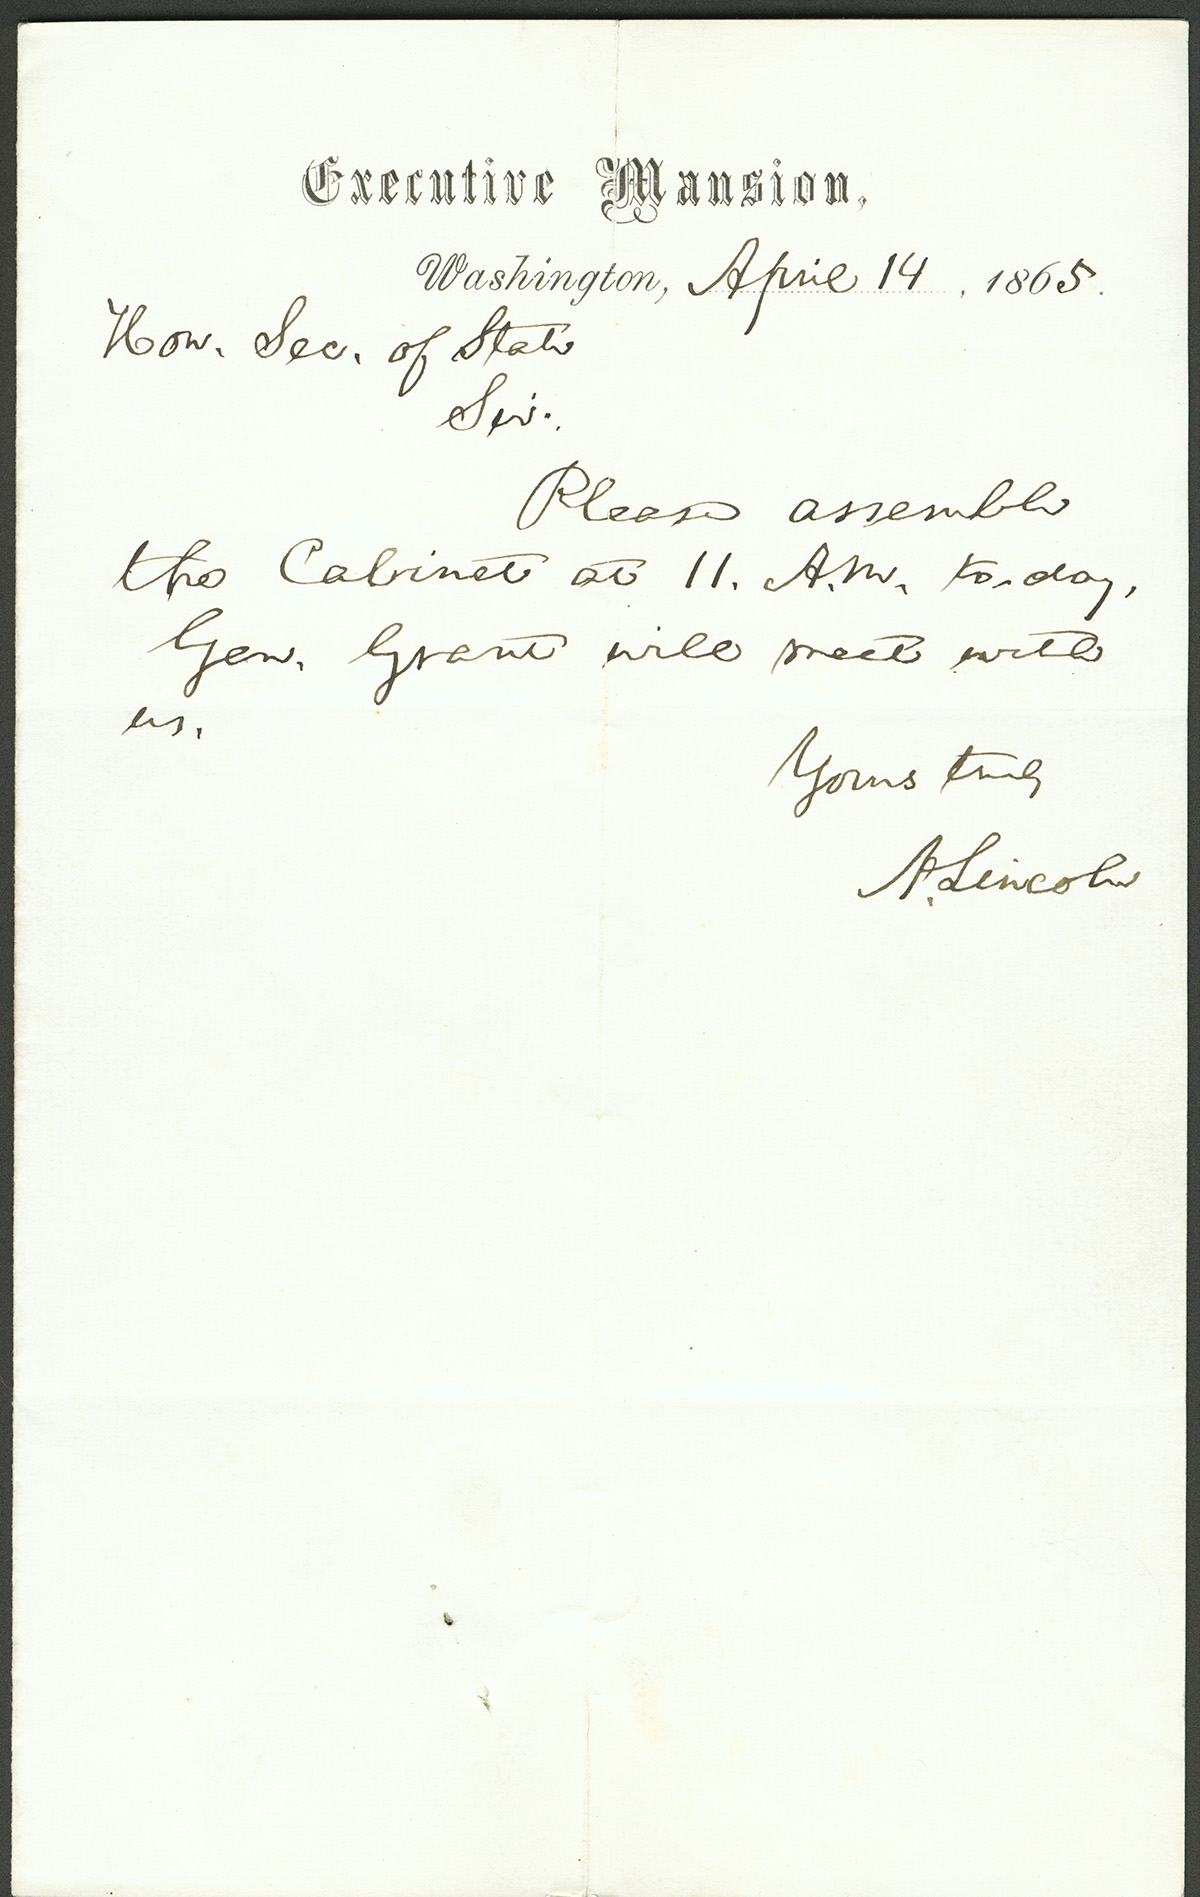 Executive Mansion,
Washington, April 14, 1865.
Hon. Sec. of State
Sir:
Please assemble
the Cabinet at 11. A.M. to-day.
Gen. Grant will meet with
us.
Yours truly
A. Lincoln